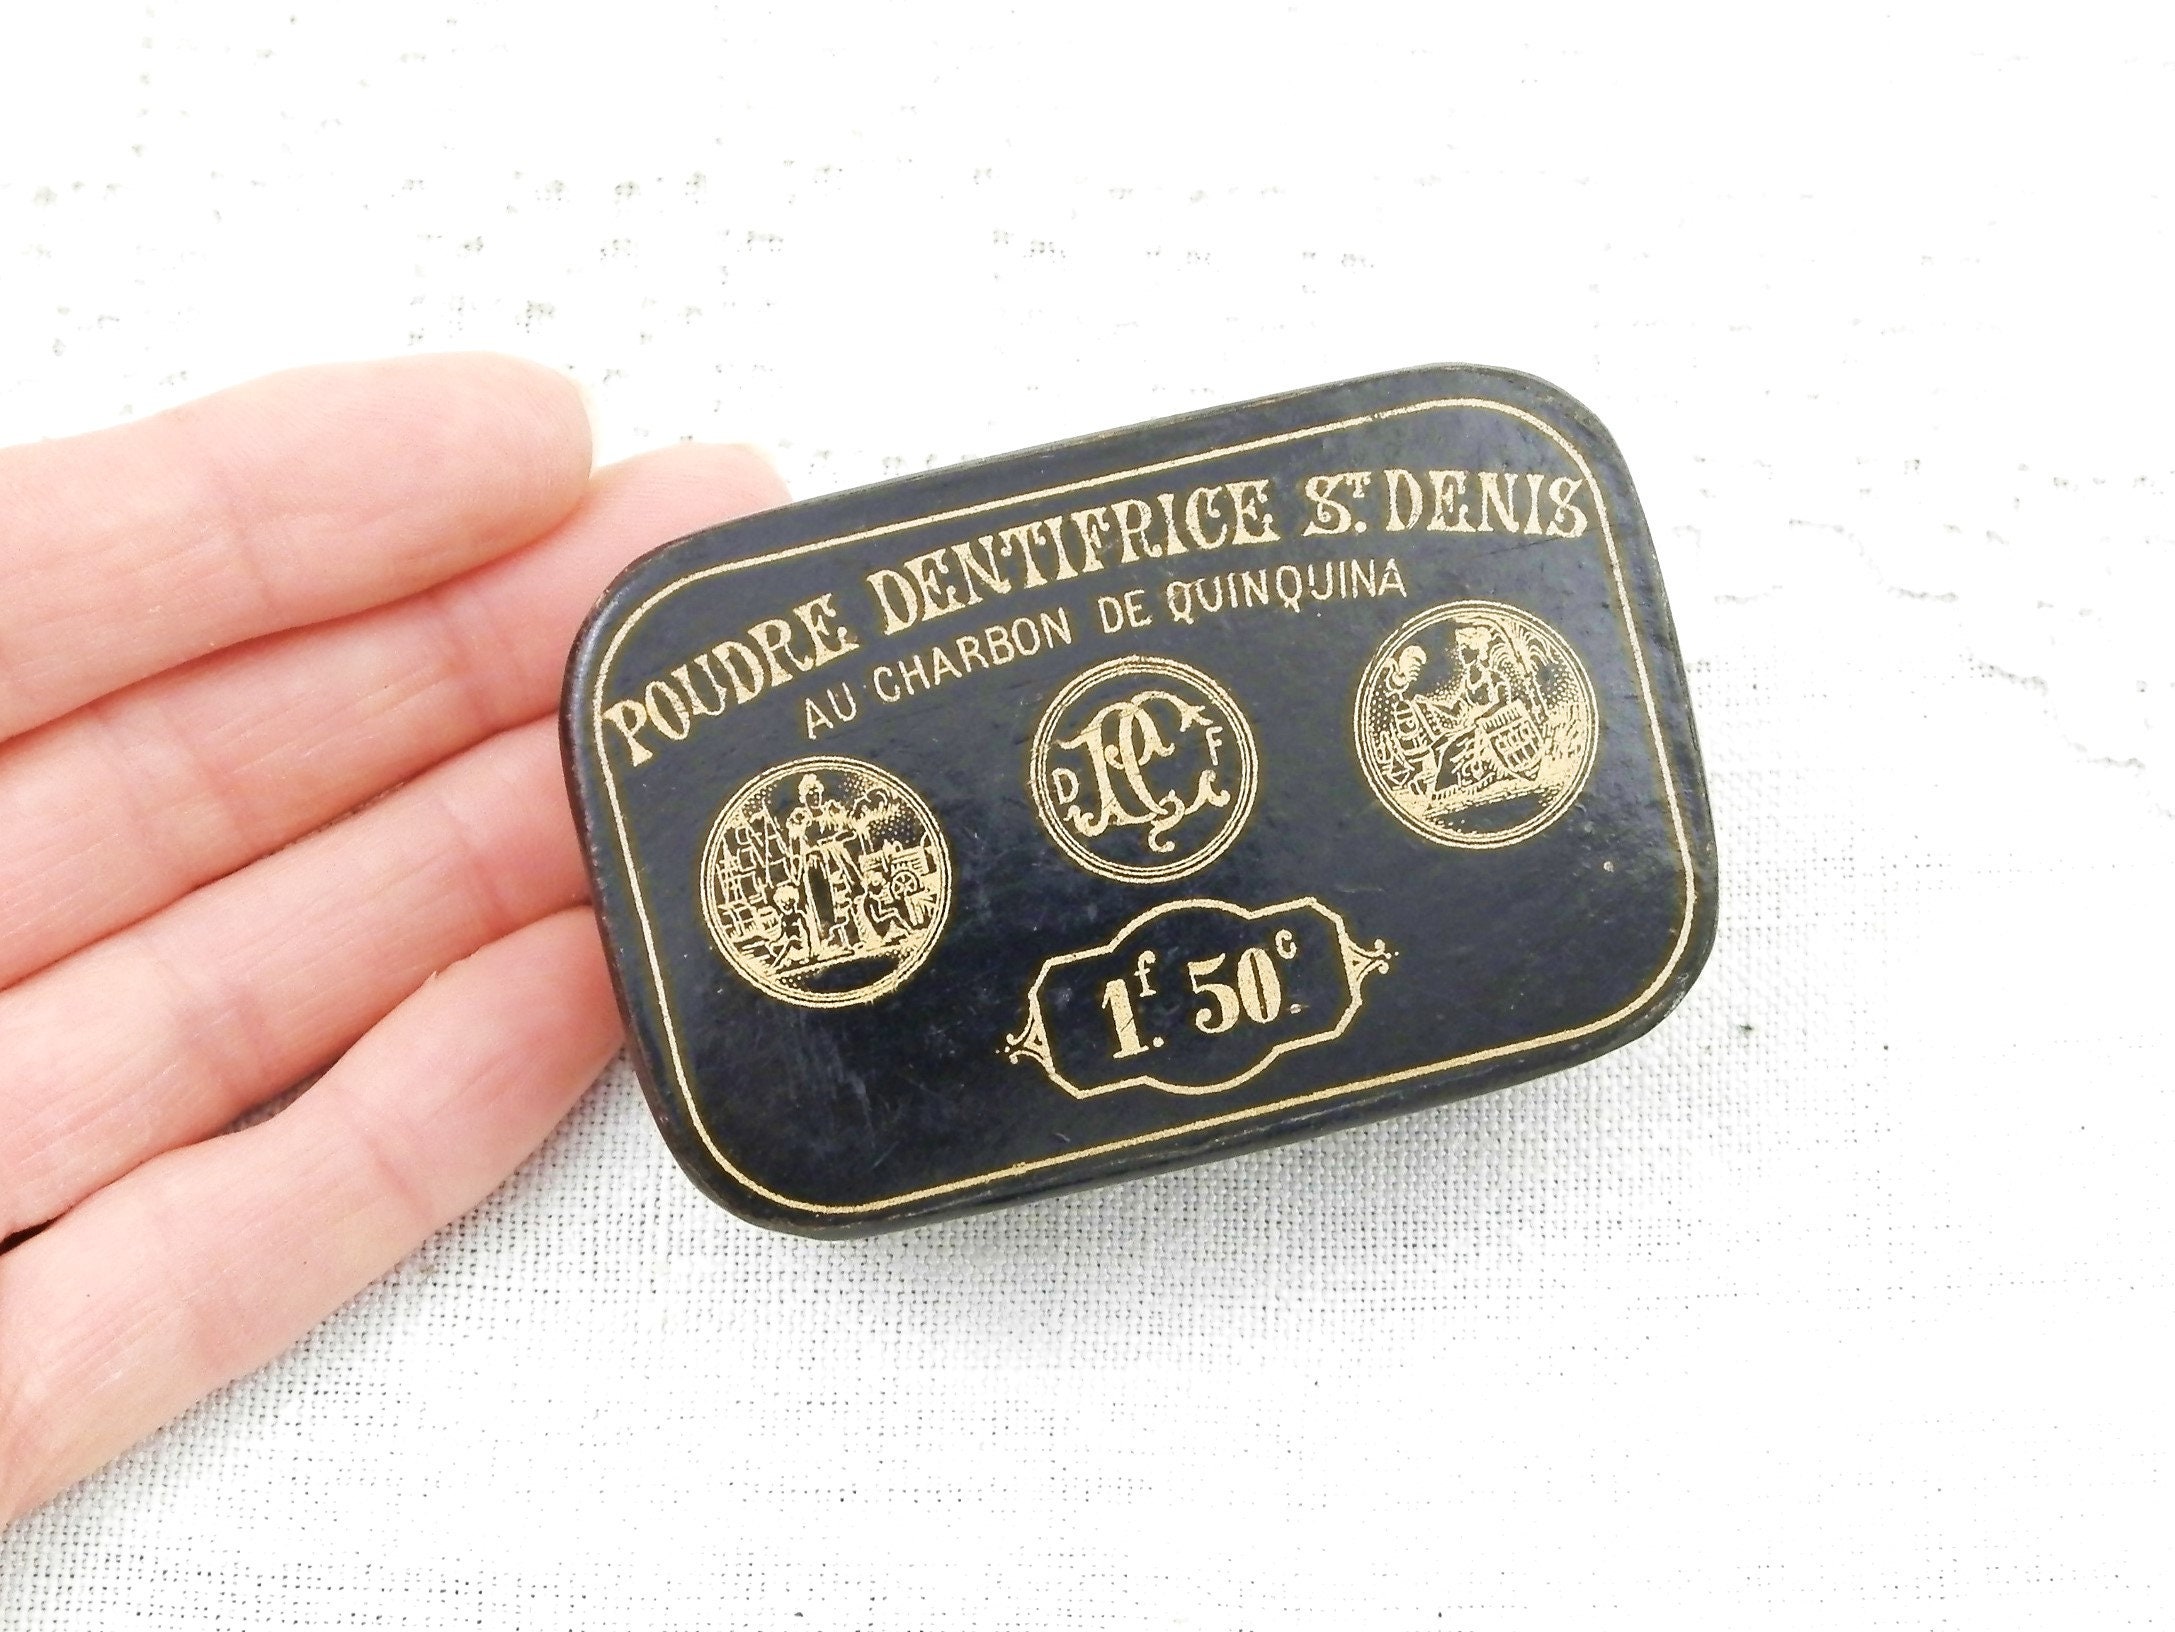 POUDRE DENTIFRICE ST. DENIS
AU CHARBON DE QUINQUINA
D F
1f. 50c